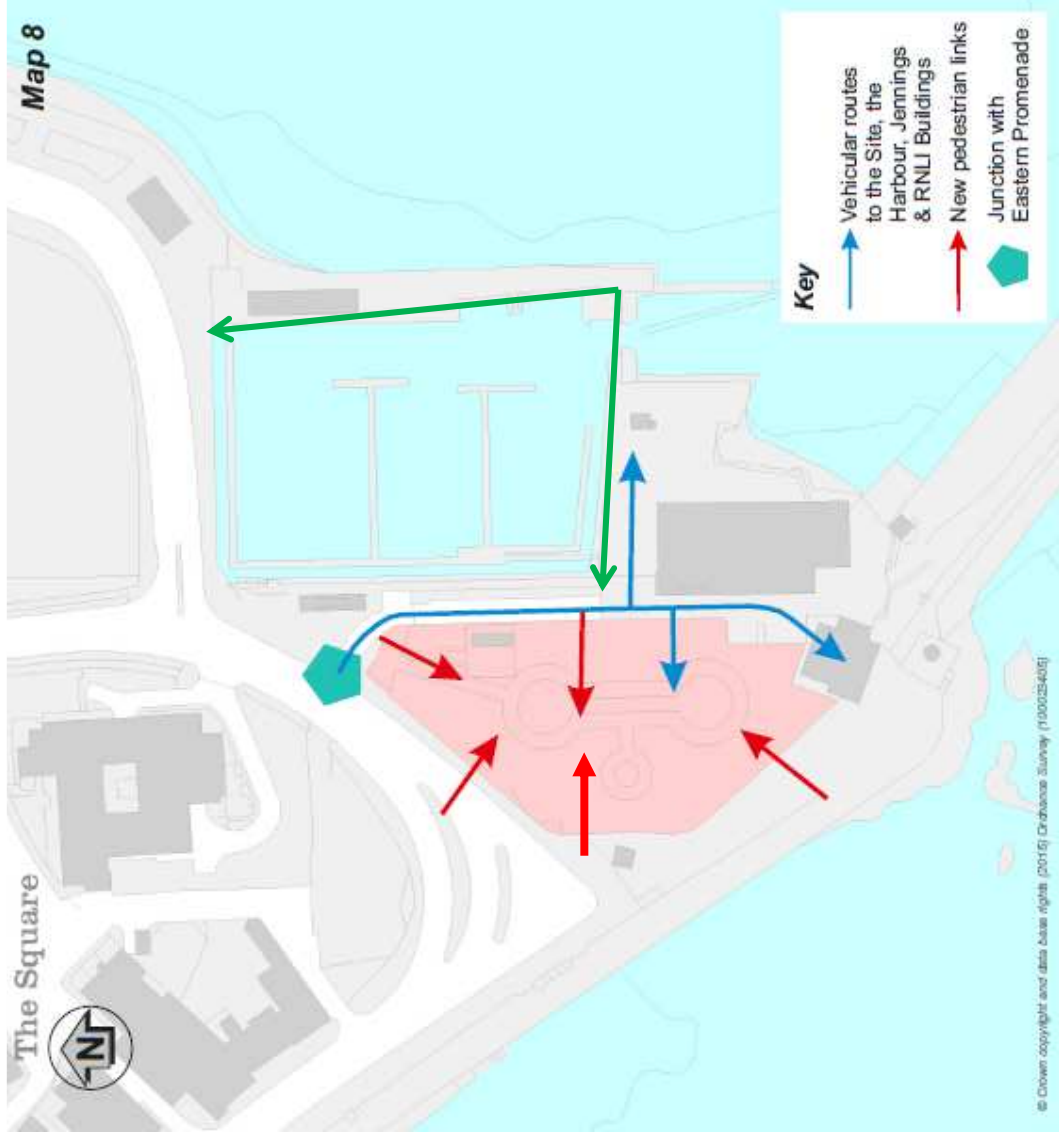 Map 8
The Square
N
Key
Vehicular routes
to the Site, the
Harbour, Jennings
& RNLI Buildings
New pedestrian links
Junction with
Eastern Promenade
© Crown copyright and data base rights (2015) Ordnance Survey (100023405)